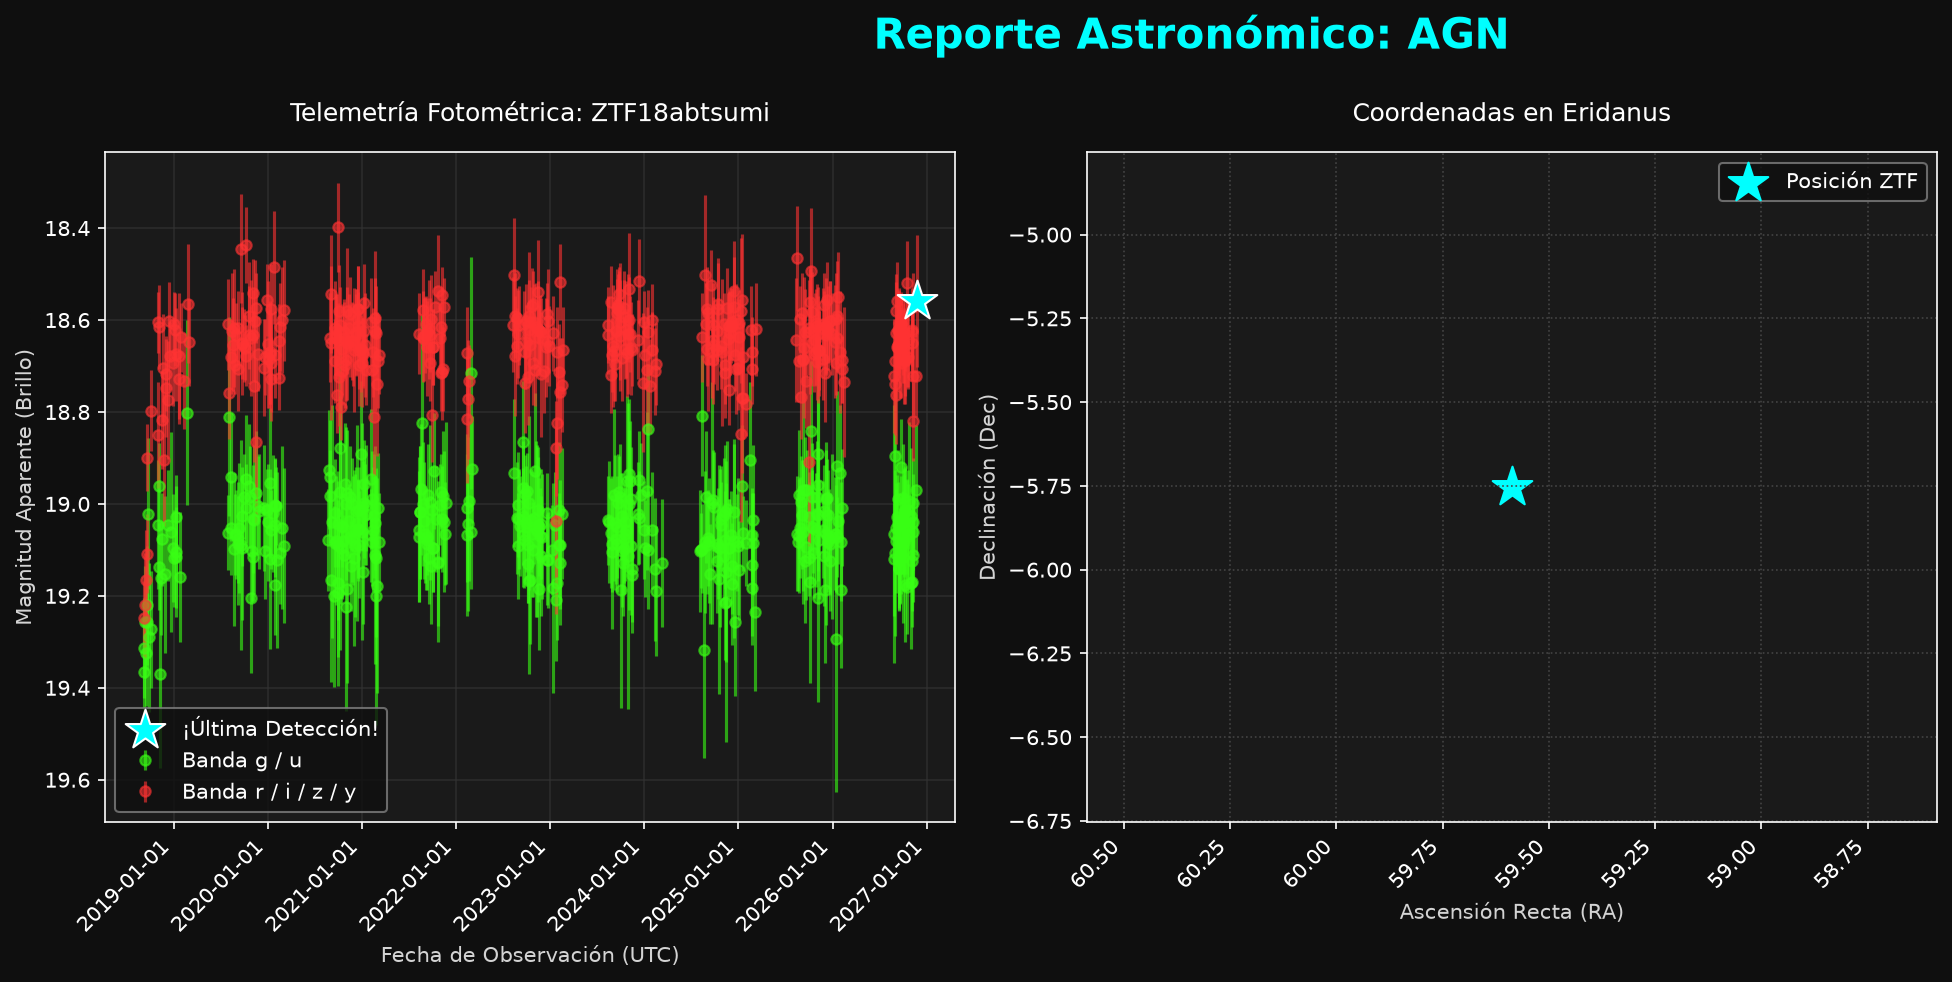 Reporte Astronómico: AGN
Telemetría Fotométrica: ZTF18abtsumi
Magnitud Aparente (Brillo)
18.4
18.6
18.8
19.0
19.2
19.4
19.6
¡Última Detección!
Banda g / u
Banda r / i / z / y
2019-01-01
2020-01-01
2021-01-01
2022-01-01
2023-01-01
2024-01-01
2025-01-01
2026-01-01
2027-01-01
Fecha de Observación (UTC)
Coordenadas en Eridanus
Posición ZTF
Declinación (Dec)
−5.00
−5.25
−5.50
−5.75
−6.00
−6.25
−6.50
−6.75
60.50
60.25
60.00
59.75
59.50
59.25
59.00
58.75
Ascensión Recta (RA)